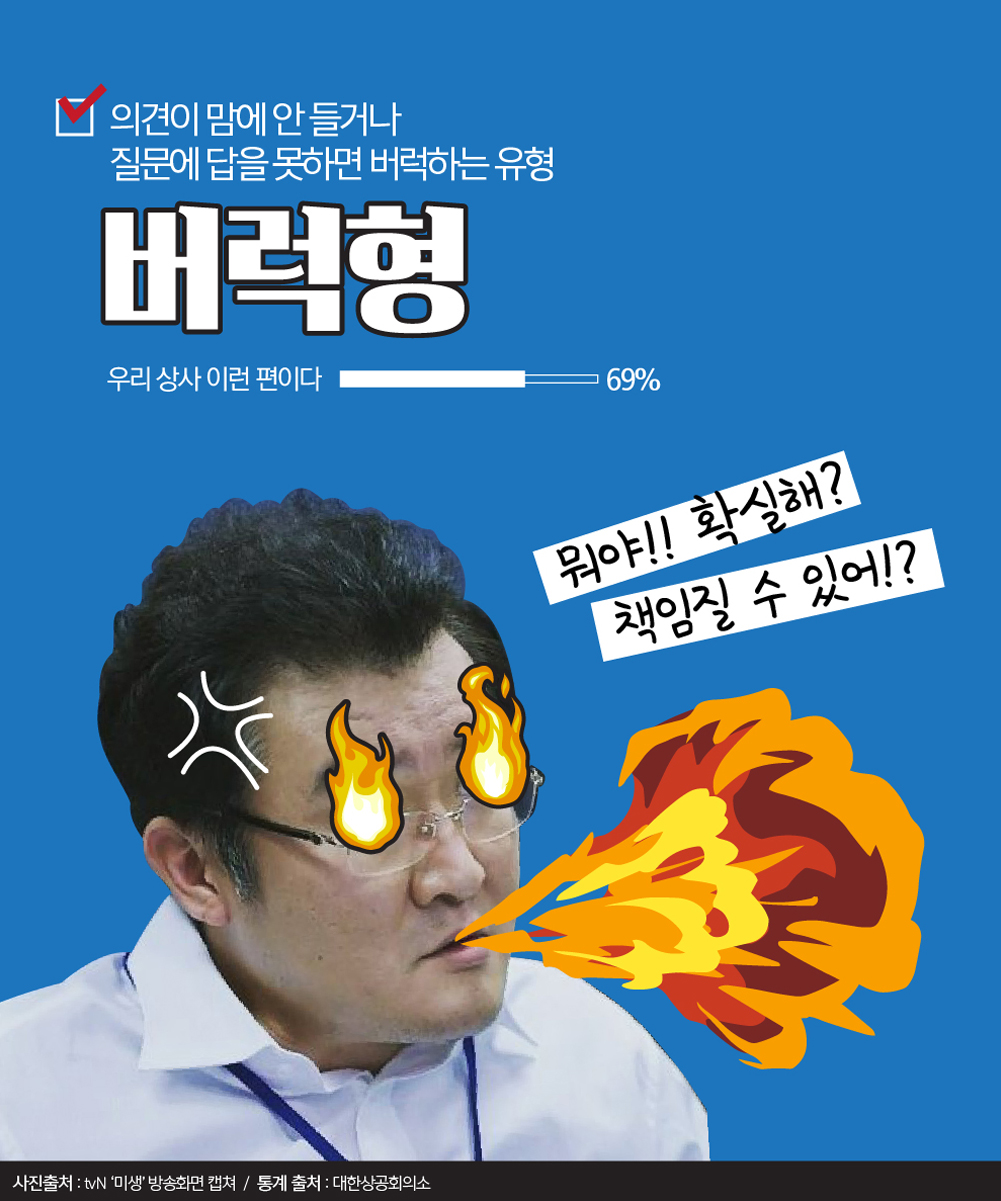 의견이 맘에 안 들거나
질문에 답을 못하면 버럭하는 유형
버럭형
우리 상사 이런 편이다 69%
뭐야!! 확실해?
책임질 수 있어!?
사진출처 : tvN ‘미생’ 방송화면 캡쳐 / 통계 출처 : 대한상공회의소